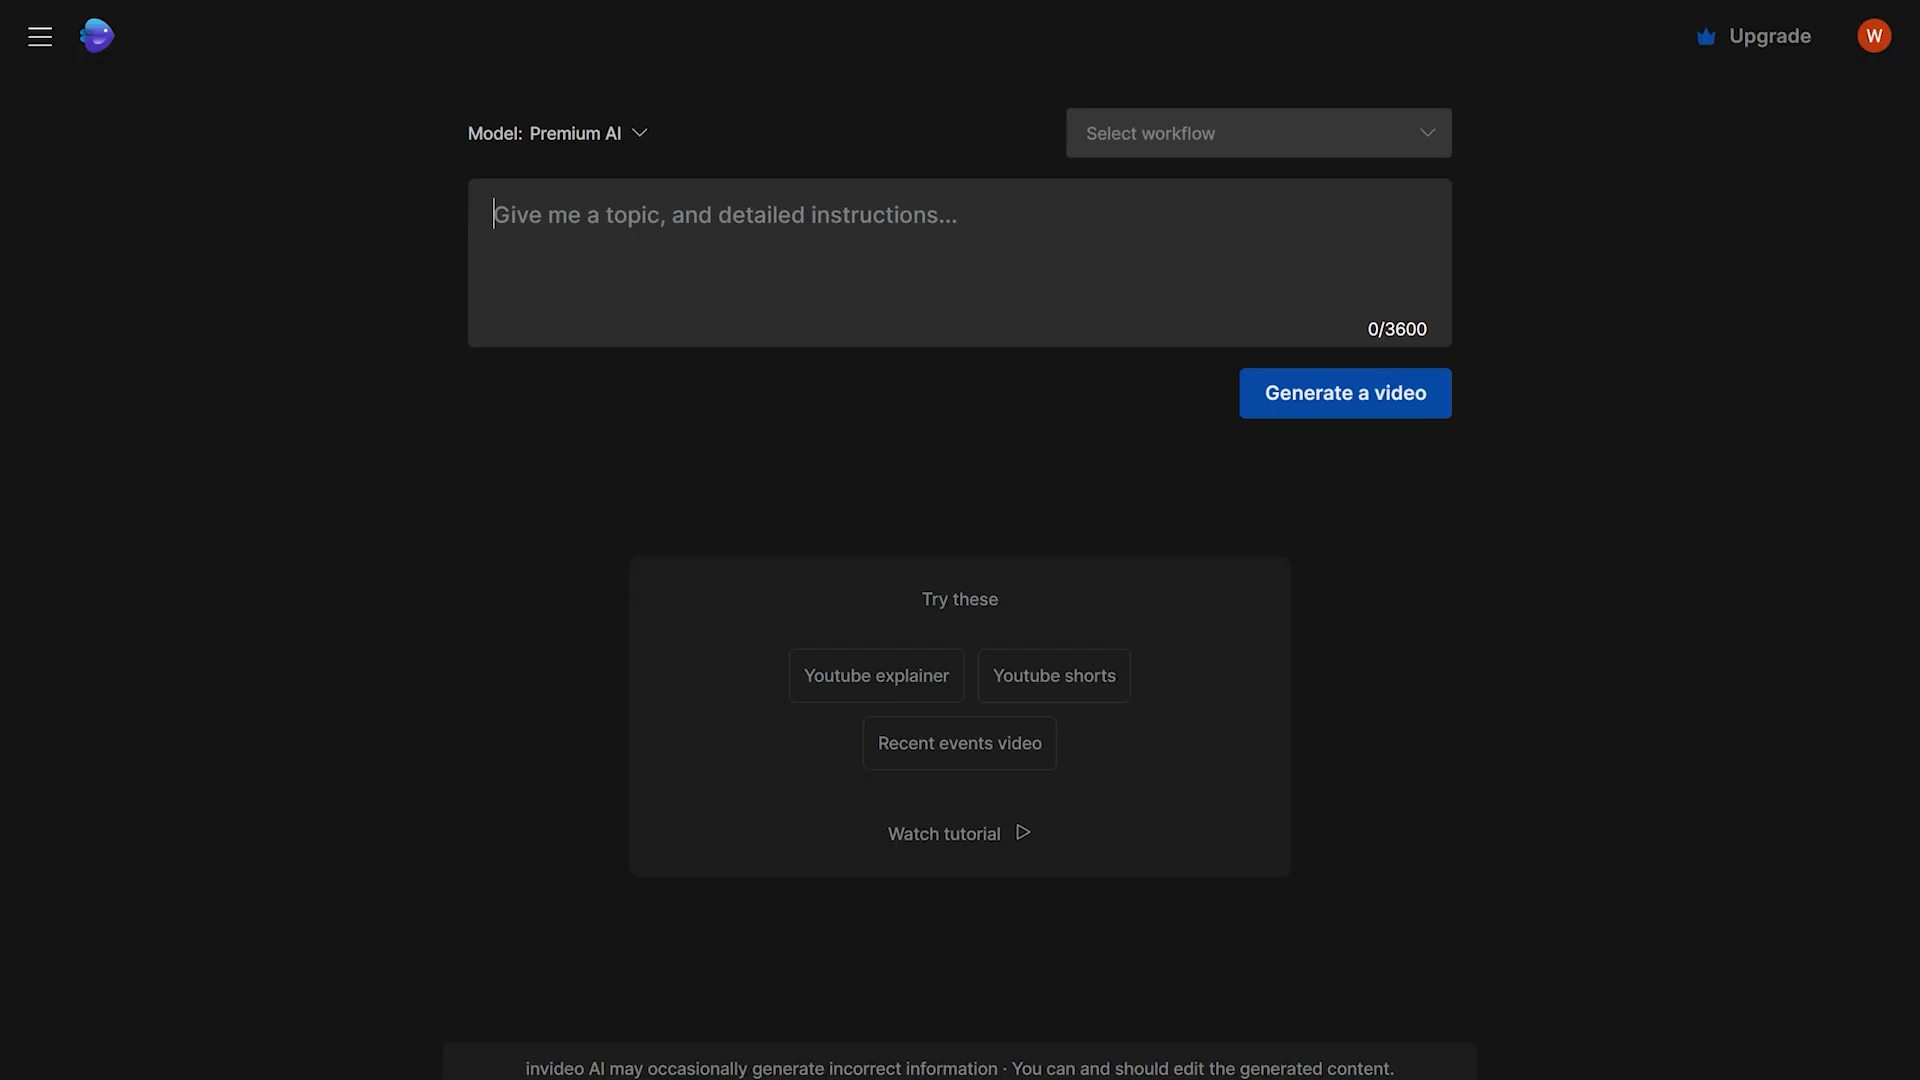 Upgrade
W
Model: Premium AI
Select workflow
Give me a topic, and detailed instructions...
0/3600
Generate a video
Try these
Youtube explainer
Youtube shorts
Recent events video
Watch tutorial
invideo AI may occasionally generate incorrect information · You can and should edit the generated content.